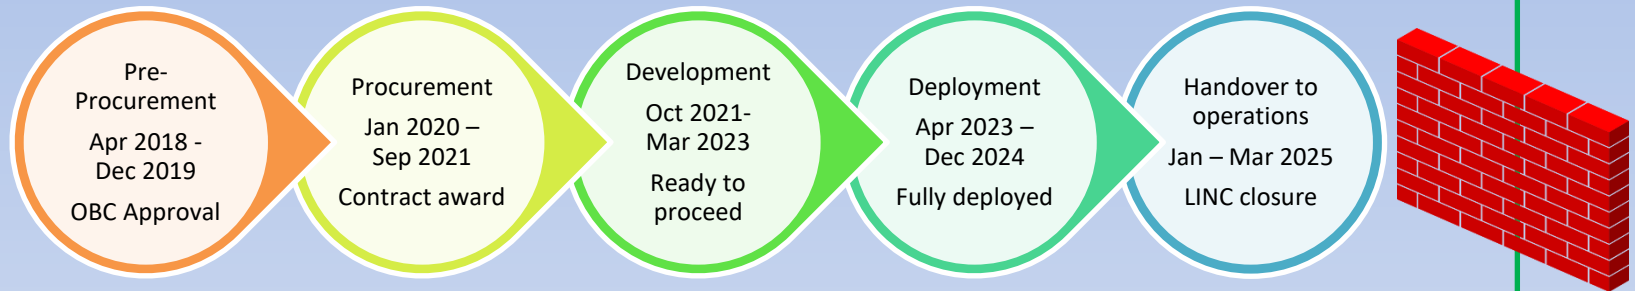 Pre-
Procurement
Apr 2018 -
Dec 2019
OBC Approval
Procurement
Jan 2020 –
Sep 2021
Contract award
Development
Oct 2021-
Mar 2023
Ready to
proceed
Deployment
Apr 2023 –
Dec 2024
Fully deployed
Handover to
operations
Jan – Mar 2025
LINC closure